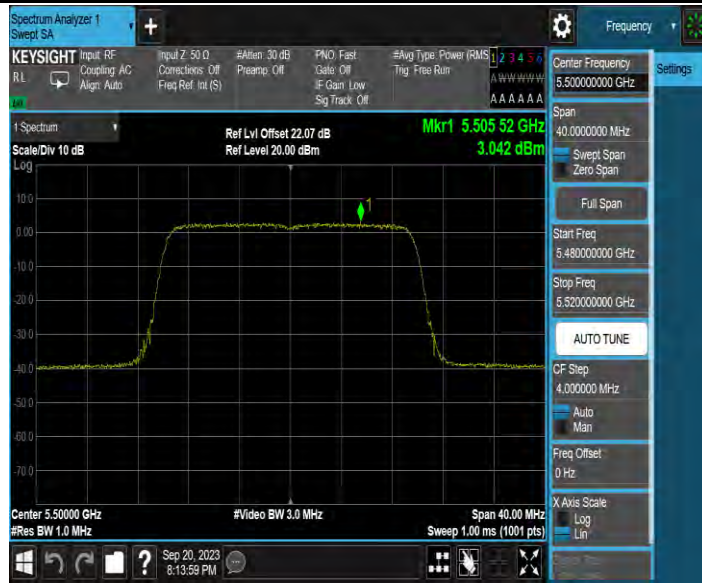 Spectrum Analyzer 1
Swept SA
+
Frequency
KEYSIGHT
RL
Input: RF
Coupling: AC
Align: Auto
Input Z: 50 Ω
Corrections: Off
Freq Ref: Int (S)
#Atten: 30 dB
Preamp: Off
PNO: Fast
Gate: Off
IF Gain: Low
Sig Track: Off
#Avg Type: Power (RMS
Trig: Free Run
1 2 3 4 5 6
A W W W W W
A A A A A A
1 Spectrum
Scale/Div 10 dB
Log
Ref Lvl Offset 22.07 dB
Ref Level 20.00 dBm
Mkr1 5.505 52 GHz
3.042 dBm
10.0
0.00
-10.0
-20.0
-30.0
-40.0
-50.0
-60.0
-70.0
1
Center 5.50000 GHz
#Res BW 1.0 MHz
#Video BW 3.0 MHz
Span 40.00 MHz
Sweep 1.00 ms (1001 pts)
Center Frequency
5.500000000 GHz
Settings
Span
40.0000000 MHz
Swept Span
Zero Span
Full Span
Start Freq
5.480000000 GHz
Stop Freq
5.520000000 GHz
AUTO TUNE
CF Step
4.000000 MHz
Auto
Man
Freq Offset
0 Hz
X Axis Scale
Log
Lin
?
Sep 20, 2023
8:13:59 PM